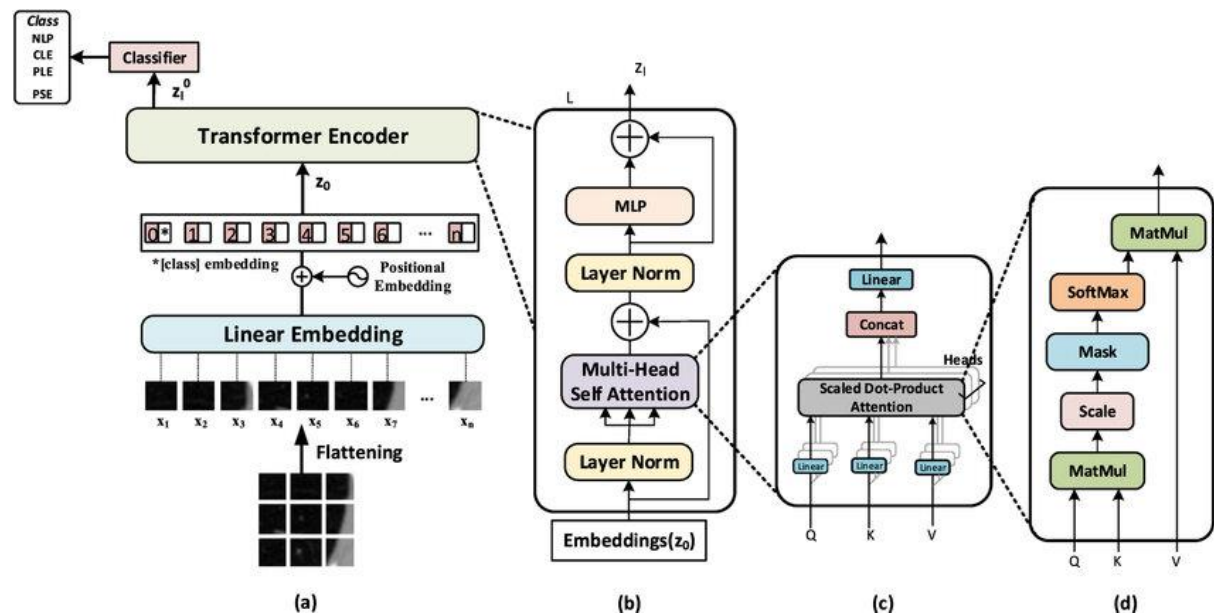 Class
NLP
CLE
PLE
PSE
Classifier
z_l^0
Transformer Encoder
z_0
0* 1 2 3 4 5 6 ... n
*[class] embedding
+
Positional
Embedding
Linear Embedding
x_1 x_2 x_3 x_4 x_5 x_6 x_7 ... x_n
Flattening
(a)
z_l
L
+
MLP
Layer Norm
+
Multi-Head
Self Attention
Layer Norm
Embeddings(z_0)
(b)
Linear
Concat
Heads
Scaled Dot-Product
Attention
Linear Linear Linear
Q K V
(c)
MatMul
SoftMax
Mask
Scale
MatMul
Q K V
(d)